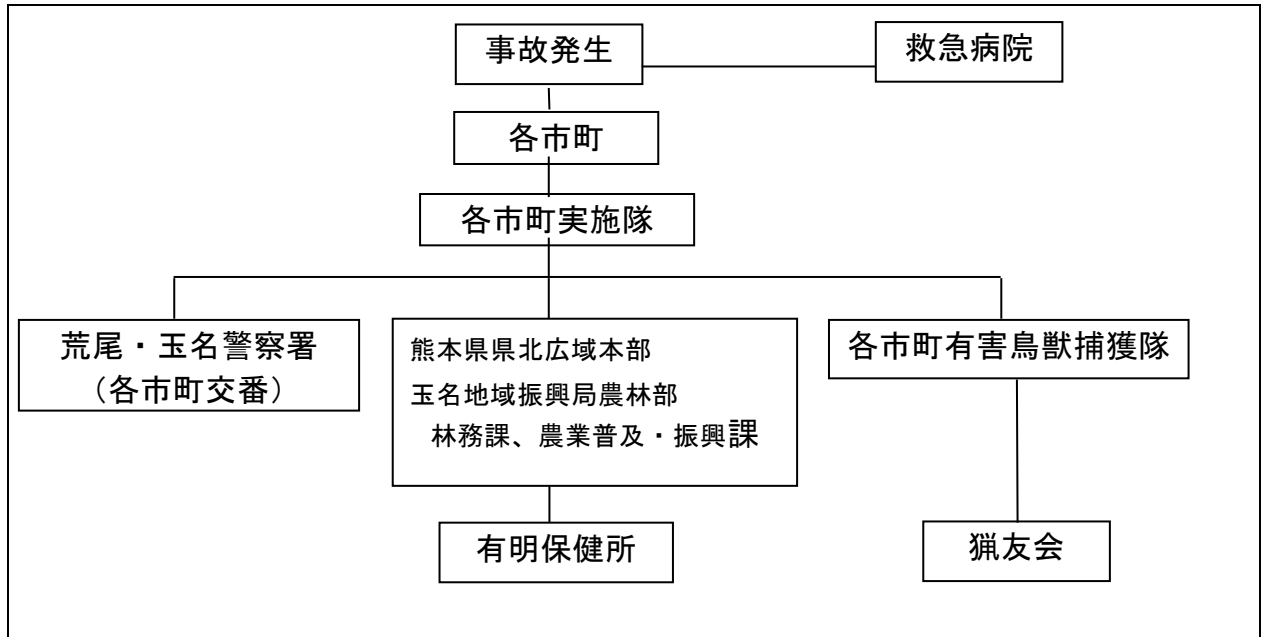 事故発生
救急病院
各市町
各市町実施隊
荒尾・玉名警察署
（各市町交番）
熊本県県北広域本部
玉名地域振興局農林部
林務課、農業普及・振興課
各市町有害鳥獣捕獲隊
有明保健所
猟友会